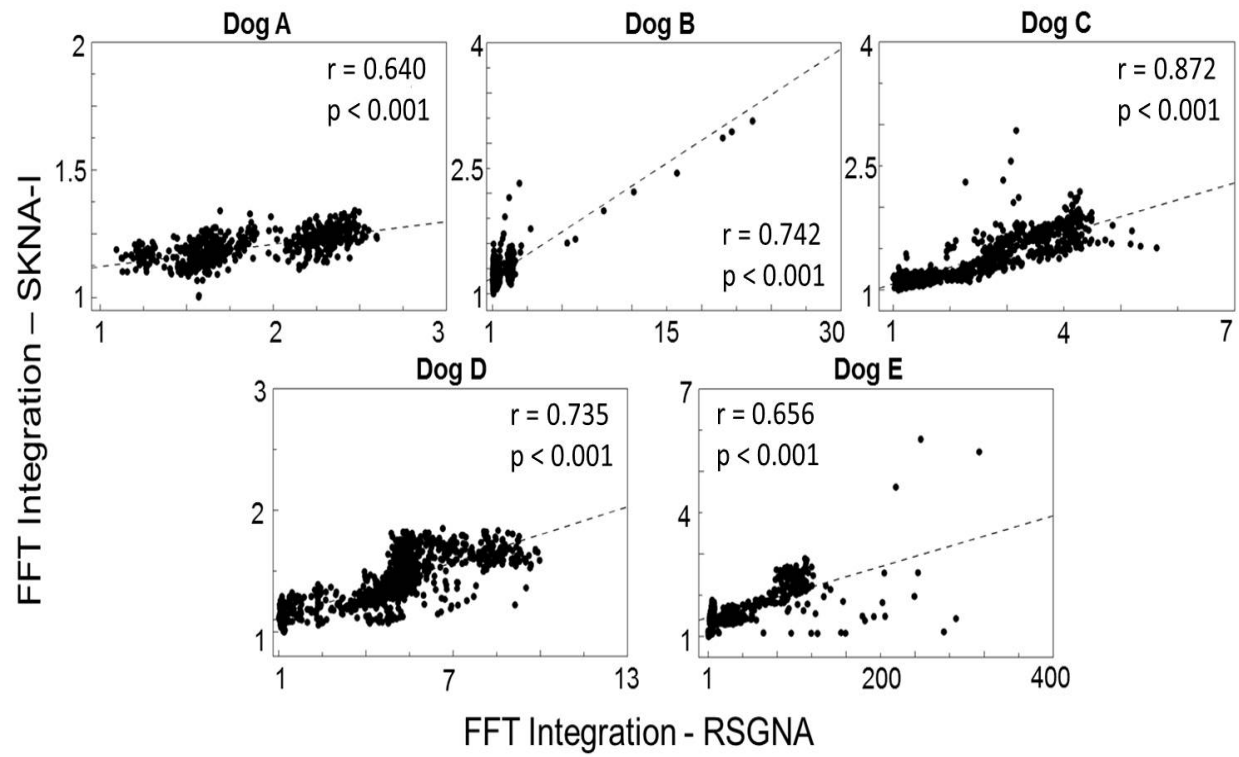 Dog A
Dog B
Dog C
2
1.5
1
1
2
3
r = 0.640
p < 0.001
4
2.5
1
1
15
30
r = 0.742
p < 0.001
4
2.5
1
1
4
7
r = 0.872
p < 0.001
FFT Integration – SKNA-I
Dog D
Dog E
3
2
1
1
7
13
r = 0.735
p < 0.001
7
4
1
1
200
400
r = 0.656
p < 0.001
FFT Integration - RSGNA